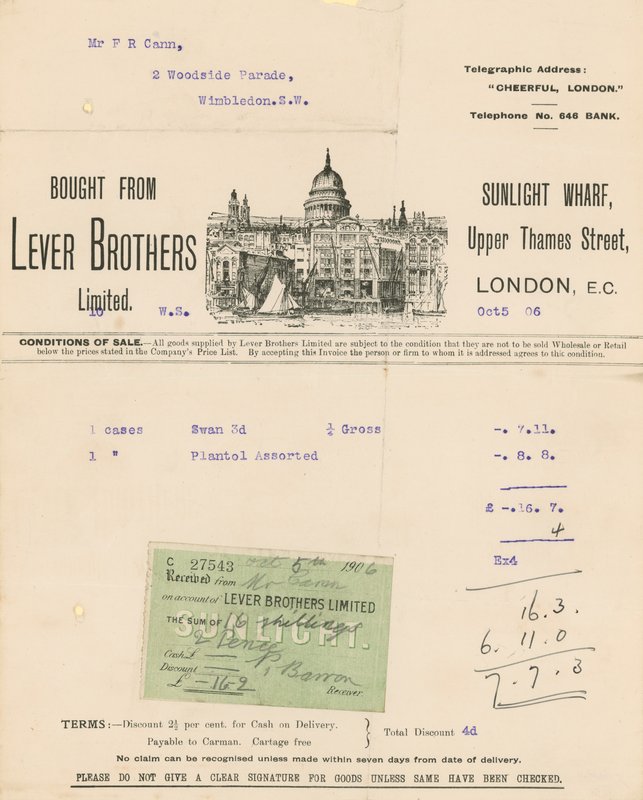 Mr F R Cann,
2 Woodside Parade,
Wimbledon.S.W.
Telegraphic Address:
"CHEERFUL, LONDON."
Telephone No. 646 BANK.
BOUGHT FROM
LEVER BROTHERS
Limited.
10 W.S.
SUNLIGHT WHARF,
Upper Thames Street,
LONDON, E.C.
Oct5 06
CONDITIONS OF SALE.—All goods supplied by Lever Brothers Limited are subject to the condition that they are not to be sold Wholesale or Retail
below the prices stated in the Company's Price List. By accepting this Invoice the person or firm to whom it is addressed agrees to this condition.
1 cases Swan 3d ¼ Gross -. 7.11.
1 " Plantol Assorted -. 8. 8.
£ -.16. 7.
4
Ex4
16.3.
6.11.0
7.7.3
C 27543 Oct 5th 1906
Received from Mr Cann
on account of LEVER BROTHERS LIMITED
THE SUM OF 16 shillings
SUNLIGHT.
2 Pence
Cash £
Discount
£ -16-2
Barron
Receiver.
TERMS:—Discount 2½ per cent. for Cash on Delivery.
Payable to Carman. Cartage free
Total Discount 4d
No claim can be recognised unless made within seven days from date of delivery.
PLEASE DO NOT GIVE A CLEAR SIGNATURE FOR GOODS UNLESS SAME HAVE BEEN CHECKED.